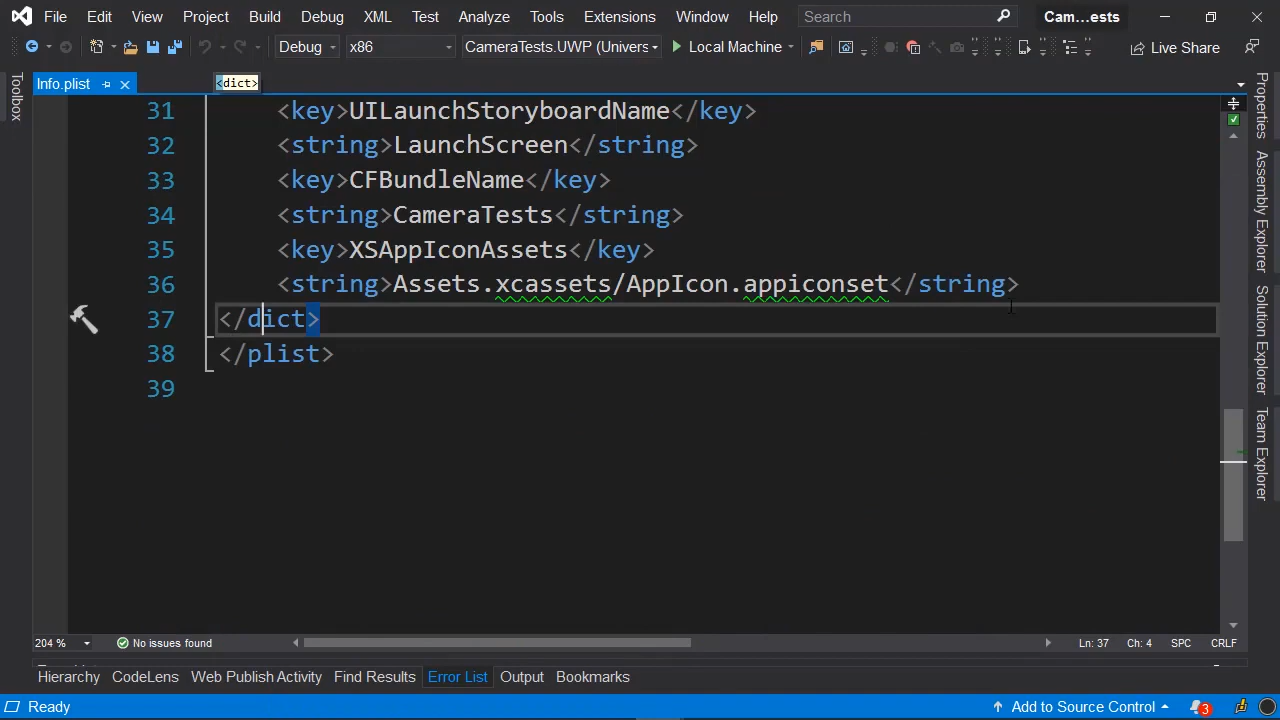 File Edit View Project Build Debug XML Test Analyze Tools Extensions Window Help Search Cam...ests
Debug x86 CameraTests.UWP (Univers Local Machine Live Share
Info.plist <dict>
Toolbox
31 <key>UILaunchStoryboardName</key>
32 <string>LaunchScreen</string>
33 <key>CFBundleName</key>
34 <string>CameraTests</string>
35 <key>XSAppIconAssets</key>
36 <string>Assets.xcassets/AppIcon.appiconset</string>
37 </dict>
38 </plist>
39
Properties
Assembly Explorer
Solution Explorer
Team Explorer
204 % No issues found Ln: 37 Ch: 4 SPC CRLF
Hierarchy CodeLens Web Publish Activity Find Results Error List Output Bookmarks
Ready Add to Source Control 3